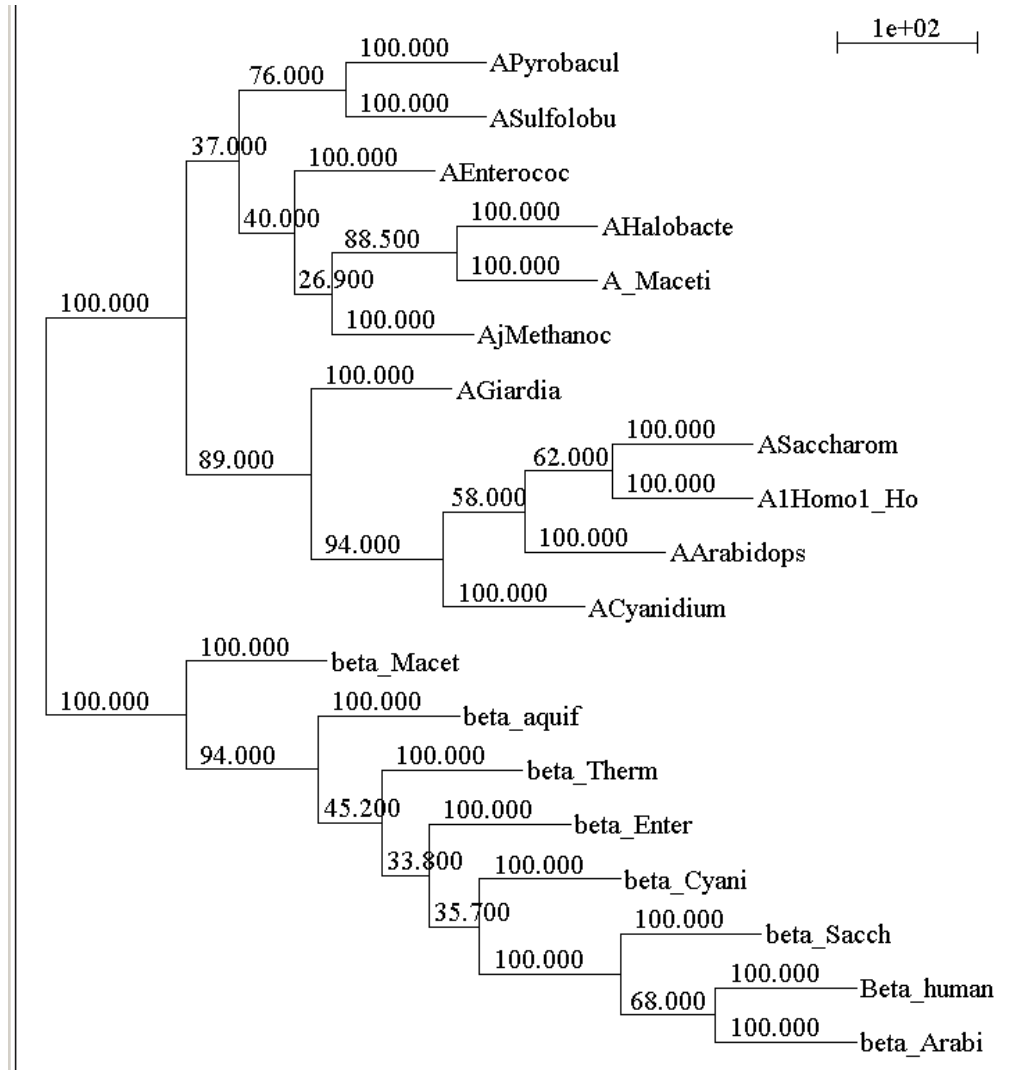 1e+02
100.000
APyrobacul
76.000
100.000
ASulfolobu
37.000
100.000
AEnterococ
40.000
100.000
AHalobacte
88.500
100.000
A_Maceti
26.900
100.000
AjMethanoc
100.000
100.000
AGiardia
89.000
100.000
ASaccharom
62.000
100.000
A1Homo1_Ho
58.000
100.000
AArabidops
94.000
100.000
ACyanidium
100.000
beta_Macet
100.000
100.000
beta_aquif
94.000
100.000
beta_Therm
45.200
100.000
beta_Enter
33.800
100.000
beta_Cyani
35.700
100.000
beta_Sacch
100.000
100.000
Beta_human
68.000
100.000
beta_Arabi